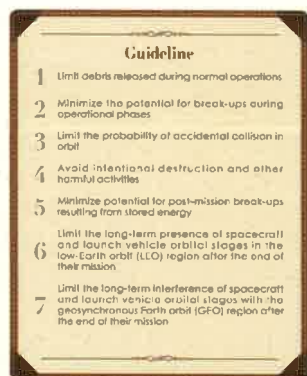 Guideline
1 Limit debris released during normal operations
2 Minimize the potential for break-ups during
operational phases
3 Limit the probability of accidental collision in
orbit
4 Avoid intentional destruction and other
harmful activities
5 Minimize potential for post-mission break-ups
resulting from stored energy
6 Limit the long-term presence of spacecraft
and launch vehicle orbital stages in the
low-Earth orbit (LEO) region after the end of
their mission
7 Limit the long-term interference of spacecraft
and launch vehicle orbital stages with the
geosynchronous Earth orbit (GEO) region after
the end of their mission